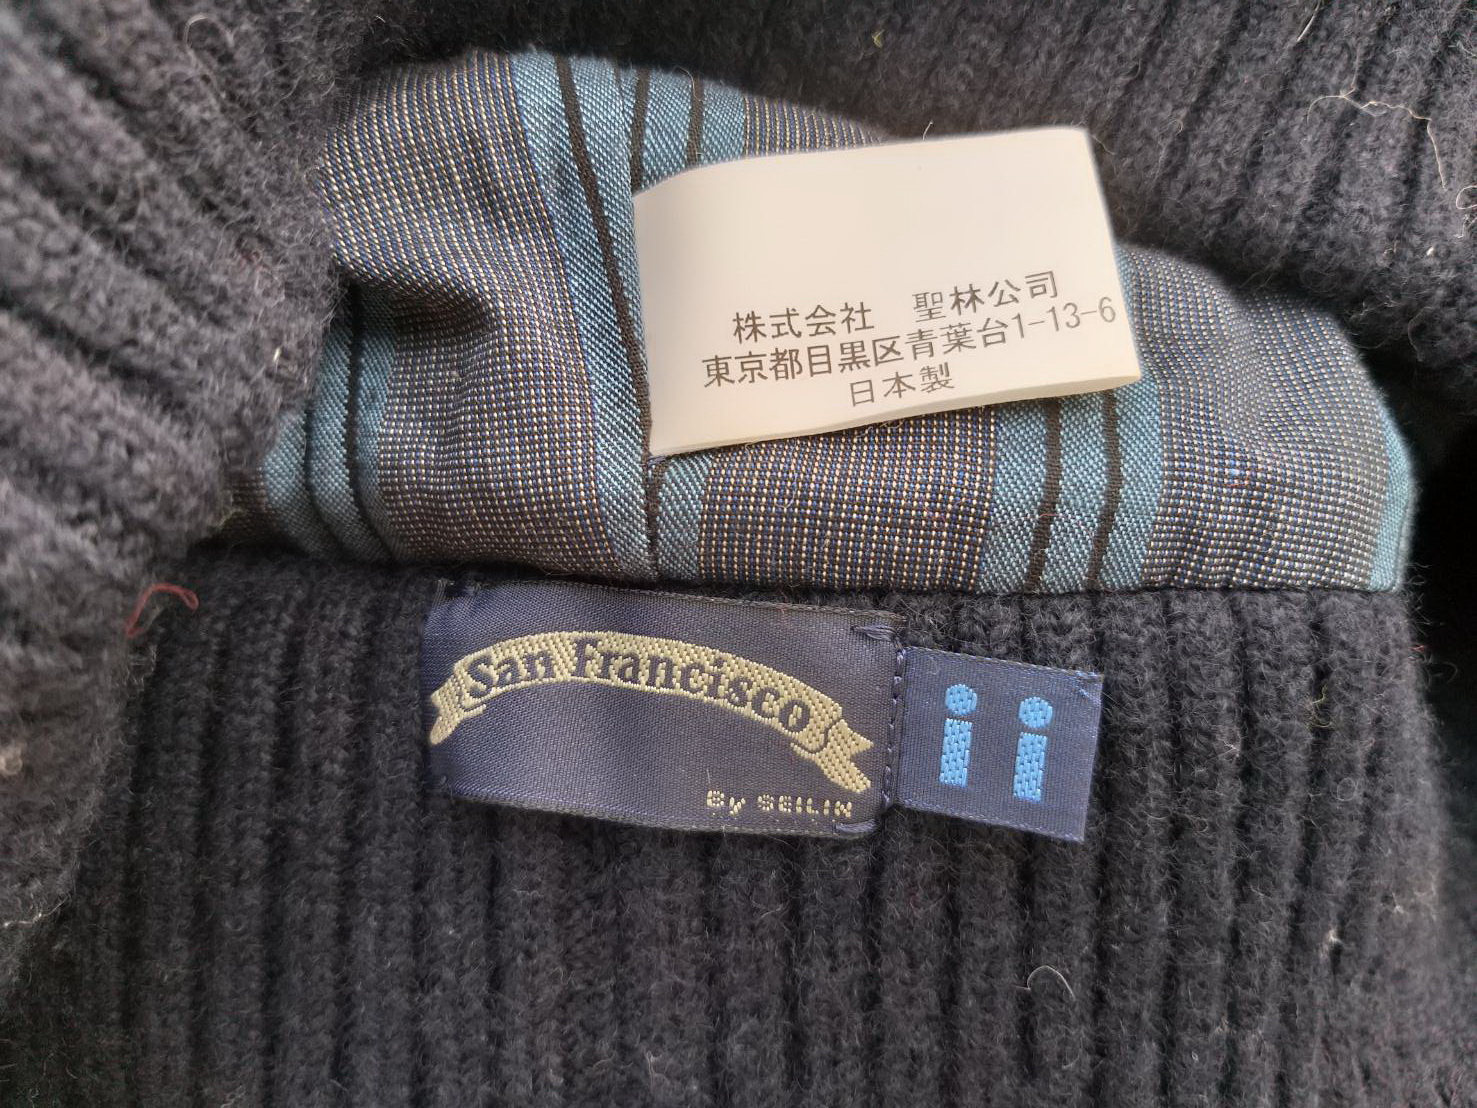 株式会社 聖林公司
東京都目黒区青葉台1-13-6
日本製
San Francisco
By SEILIN
ii